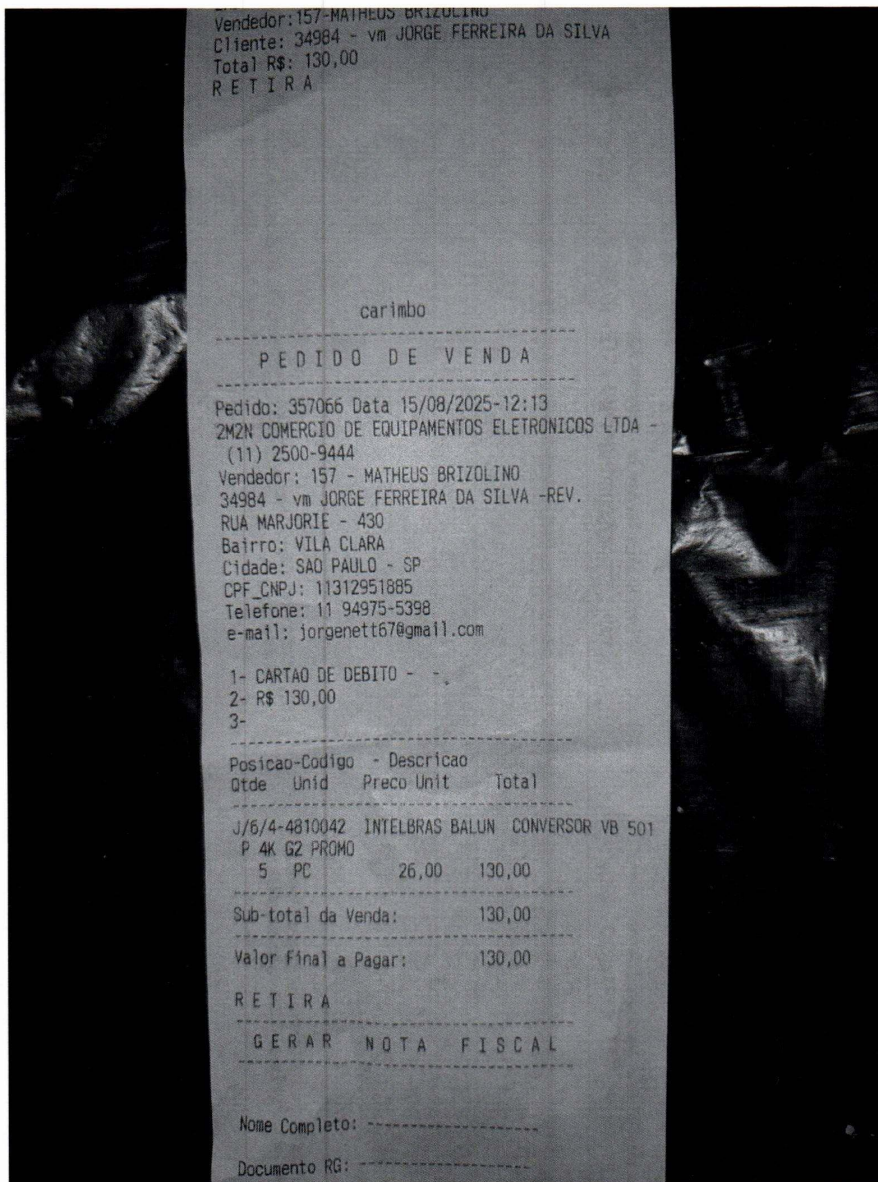 Vendedor:157-MATHEUS BRIZOLINO
Cliente: 34984 - vm JORGE FERREIRA DA SILVA
Total R$: 130,00
R E T I R A
carimbo
P E D I D O   D E   V E N D A
Pedido: 357066 Data 15/08/2025-12:13
2M2N COMERCIO DE EQUIPAMENTOS ELETRONICOS LTDA -
(11) 2500-9444
Vendedor: 157 - MATHEUS BRIZOLINO
34984 - vm JORGE FERREIRA DA SILVA -REV.
RUA MARJORIE - 430
Bairro: VILA CLARA
Cidade: SAO PAULO - SP
CPF_CNPJ: 11312951885
Telefone: 11 94975-5398
e-mail: jorgenett67@gmail.com
1- CARTAO DE DEBITO - -
2- R$ 130,00
3-
Posicao-Codigo - Descricao
Qtde Unid Preco Unit Total
J/6/4-4810042 INTELBRAS BALUN CONVERSOR VB 501
P 4K G2 PROMO
5 PC 26,00 130,00
Sub-total da Venda: 130,00
Valor Final a Pagar: 130,00
R E T I R A
G E R A R   N O T A   F I S C A L
Nome Completo: --------------------
Documento RG: --------------------